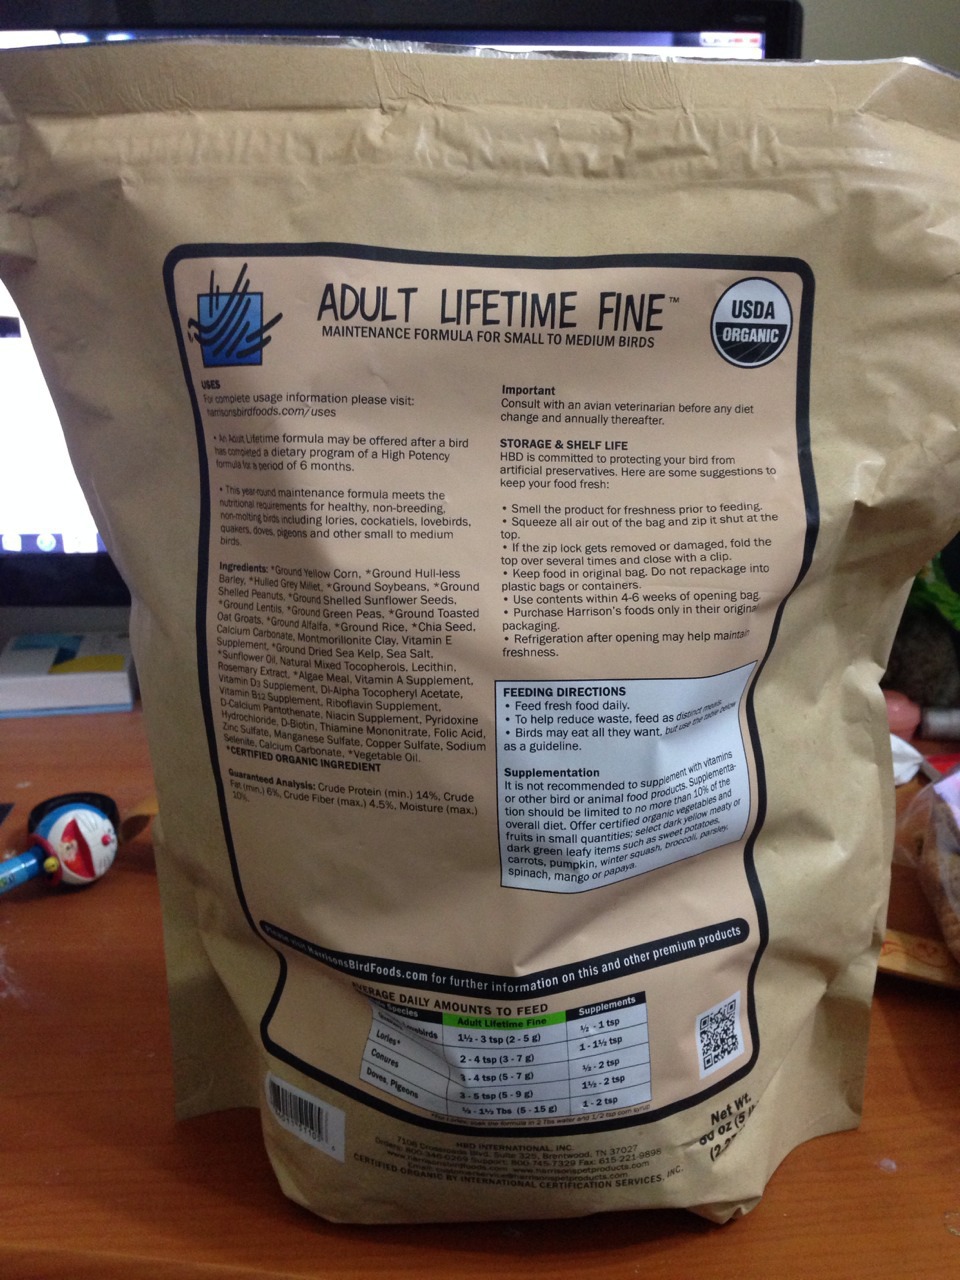 ADULT LIFETIME FINE™
MAINTENANCE FORMULA FOR SMALL TO MEDIUM BIRDS
USDA
ORGANIC
USES
For complete usage information please visit:
harrisonsbirdfoods.com/uses
• An Adult Lifetime formula may be offered after a bird
has completed a dietary program of a High Potency
formula for a period of 6 months.
• This year-round maintenance formula meets the
nutritional requirements for healthy, non-breeding,
non-molting birds including lories, cockatiels, lovebirds,
quakers, doves, pigeons and other small to medium
birds.
Ingredients: *Ground Yellow Corn, *Ground Hull-less
Barley, *Hulled Grey Millet, *Ground Soybeans, *Ground
Shelled Peanuts, *Ground Shelled Sunflower Seeds,
*Ground Lentils, *Ground Green Peas, *Ground Toasted
Oat Groats, *Ground Alfalfa, *Ground Rice, *Chia Seed,
Calcium Carbonate, Montmorillonite Clay, Vitamin E
Supplement, *Ground Dried Sea Kelp, Sea Salt,
*Sunflower Oil, Natural Mixed Tocopherols, Lecithin,
Rosemary Extract, *Algae Meal, Vitamin A Supplement,
Vitamin D3 Supplement, Dl-Alpha Tocopheryl Acetate,
Vitamin B12 Supplement, Riboflavin Supplement,
D-Calcium Pantothenate, Niacin Supplement, Pyridoxine
Hydrochloride, D-Biotin, Thiamine Mononitrate, Folic Acid,
Zinc Sulfate, Manganese Sulfate, Copper Sulfate, Sodium
Selenite, Calcium Carbonate, *Vegetable Oil.
*CERTIFIED ORGANIC INGREDIENT
Guaranteed Analysis: Crude Protein (min.) 14%, Crude
Fat (min.) 6%, Crude Fiber (max.) 4.5%, Moisture (max.)
10%.
Important
Consult with an avian veterinarian before any diet
change and annually thereafter.
STORAGE & SHELF LIFE
HBD is committed to protecting your bird from
artificial preservatives. Here are some suggestions to
keep your food fresh:
• Smell the product for freshness prior to feeding.
• Squeeze all air out of the bag and zip it shut at the
top.
• If the zip lock gets removed or damaged, fold the
top over several times and close with a clip.
• Keep food in original bag. Do not repackage into
plastic bags or containers.
• Use contents within 4-6 weeks of opening bag.
• Purchase Harrison's foods only in their original
packaging.
• Refrigeration after opening may help maintain
freshness.
FEEDING DIRECTIONS
• Feed fresh food daily.
• To help reduce waste, feed as distinct meals.
• Birds may eat all they want, but use the table below
as a guideline.
Supplementation
It is not recommended to supplement with vitamins
or other bird or animal food products. Supplementa-
tion should be limited to no more than 10% of the
overall diet. Offer certified organic vegetables and
fruits in small quantities; select dark yellow meaty or
dark green leafy items such as sweet potatoes,
carrots, pumpkin, winter squash, broccoli, parsley,
spinach, mango or papaya.
Please visit HarrisonsBirdFoods.com for further information on this and other premium products
AVERAGE DAILY AMOUNTS TO FEED
Species Adult Lifetime Fine Supplements
1½ - 3 tsp (2 - 5 g) ½ - 1 tsp
Lories* 2 - 4 tsp (3 - 7 g) 1 - 1½ tsp
3 - 4 tsp (5 - 7 g) ½ - 2 tsp
Conures 3 - 5 tsp (5 - 9 g) 1½ - 2 tsp
Doves, Pigeons ½ - 1½ Tbs (5 - 15 g) 1 - 2 tsp
HBD INTERNATIONAL, INC.
7108 Crossroads Blvd. Suite 325, Brentwood, TN 37027
Orders: 800-346-0269 Support: 800-745-7329 Fax: 615-221-9898
CERTIFIED ORGANIC BY INTERNATIONAL CERTIFICATION SERVICES, INC.
Net Wt.